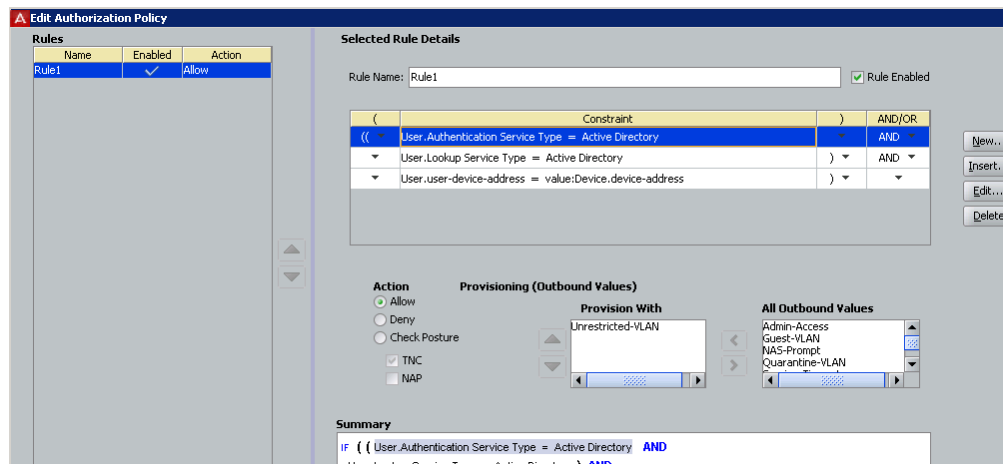 A Edit Authorization Policy
Rules
Name Enabled Action
Rule1 Allow
Selected Rule Details
Rule Name: Rule1 Rule Enabled
( Constraint ) AND/OR
(( User.Authentication Service Type = Active Directory AND
User.Lookup Service Type = Active Directory ) AND
User.user-device-address = value:Device.device-address )
New...
Insert.
Edit...
Delete
Action
Allow
Deny
Check Posture
TNC
NAP
Provisioning (Outbound Values)
Provision With
Unrestricted-VLAN
All Outbound Values
Admin-Access
Guest-VLAN
NAS-Prompt
Quarantine-VLAN
Summary
IF ( ( User.Authentication Service Type = Active Directory AND
) AND